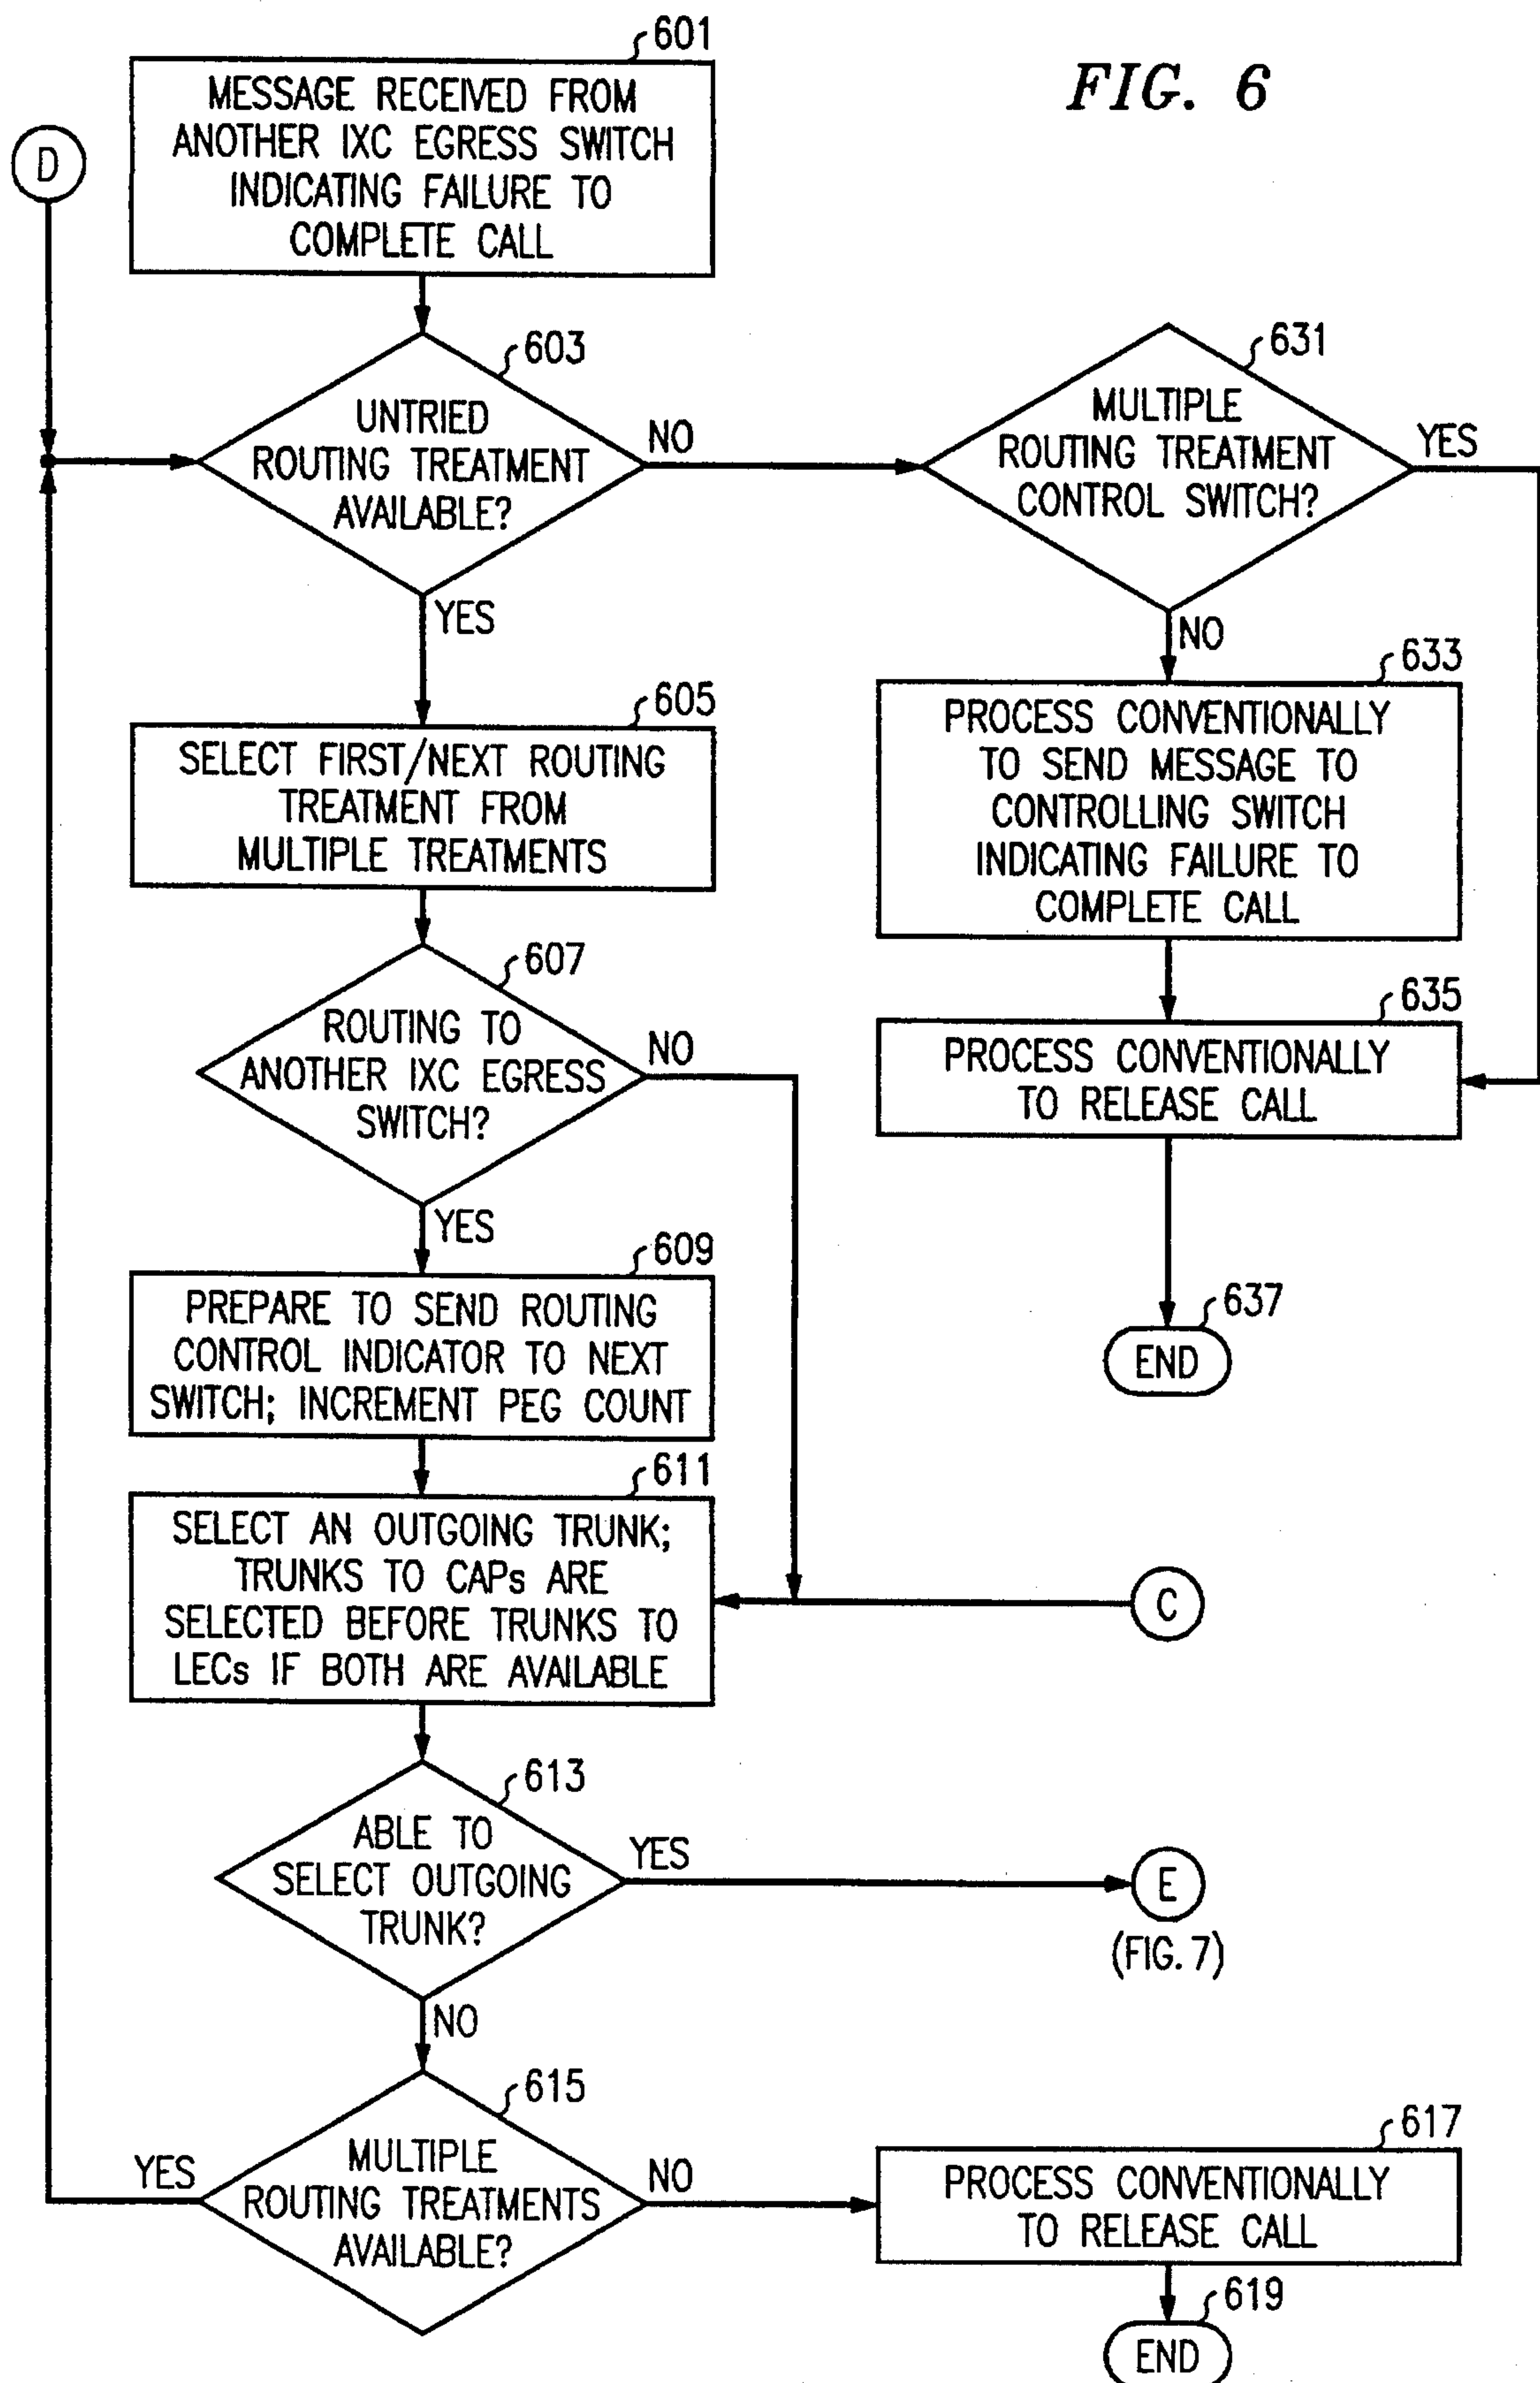 FIG. 6
601
MESSAGE RECEIVED FROM
ANOTHER IXC EGRESS SWITCH
INDICATING FAILURE TO
COMPLETE CALL
D
603
UNTRIED
ROUTING TREATMENT
AVAILABLE?
NO
YES
631
MULTIPLE
ROUTING TREATMENT
CONTROL SWITCH?
YES
NO
605
SELECT FIRST/NEXT ROUTING
TREATMENT FROM
MULTIPLE TREATMENTS
633
PROCESS CONVENTIONALLY
TO SEND MESSAGE TO
CONTROLLING SWITCH
INDICATING FAILURE TO
COMPLETE CALL
607
ROUTING TO
ANOTHER IXC EGRESS
SWITCH?
NO
YES
635
PROCESS CONVENTIONALLY
TO RELEASE CALL
637
END
609
PREPARE TO SEND ROUTING
CONTROL INDICATOR TO NEXT
SWITCH; INCREMENT PEG COUNT
611
SELECT AN OUTGOING TRUNK;
TRUNKS TO CAPs ARE
SELECTED BEFORE TRUNKS TO
LECs IF BOTH ARE AVAILABLE
C
613
ABLE TO
SELECT OUTGOING
TRUNK?
YES
E
(FIG. 7)
NO
615
MULTIPLE
ROUTING TREATMENTS
AVAILABLE?
YES
NO
617
PROCESS CONVENTIONALLY
TO RELEASE CALL
619
END